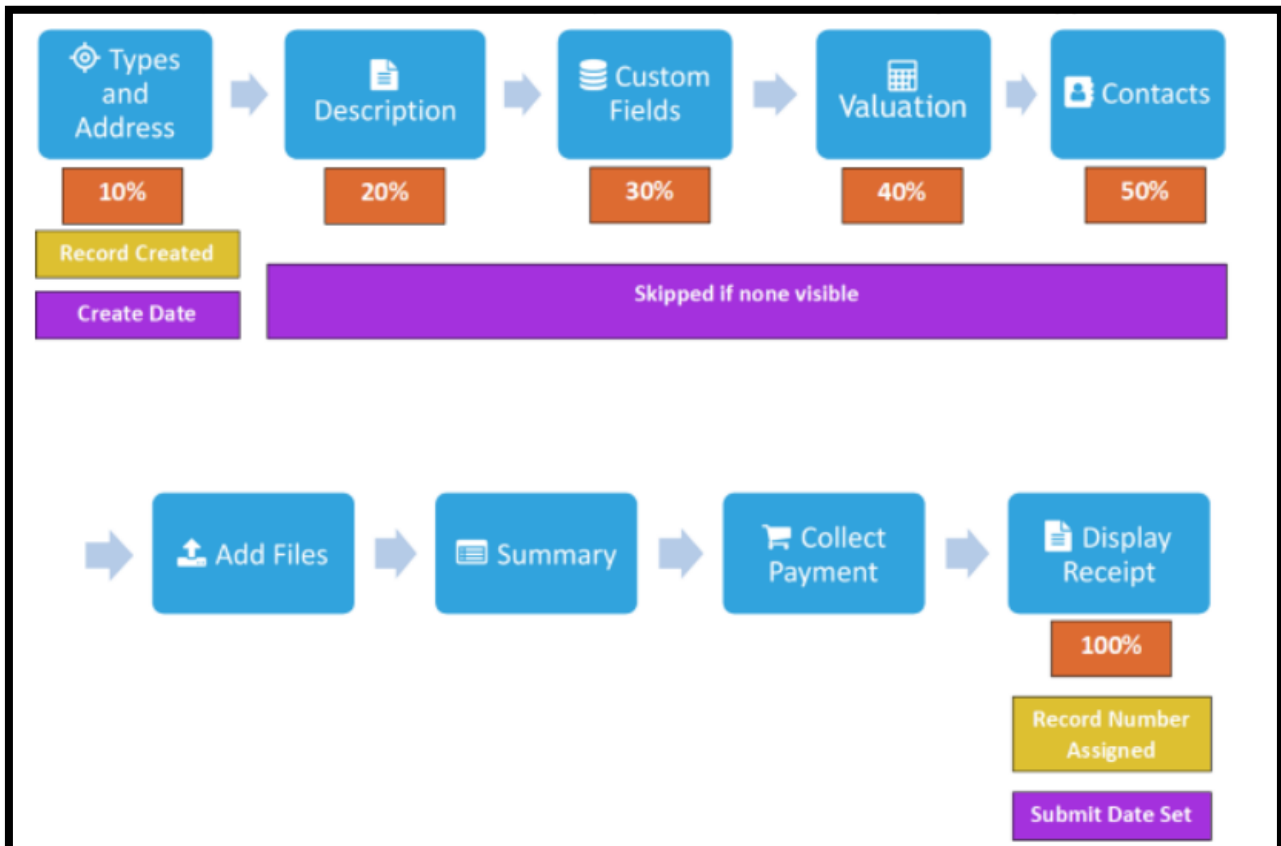 Types
and
Address
Description
Custom
Fields
Valuation
Contacts
10%
20%
30%
40%
50%
Record Created
Create Date
Skipped if none visible
Add Files
Summary
Collect
Payment
Display
Receipt
100%
Record Number
Assigned
Submit Date Set